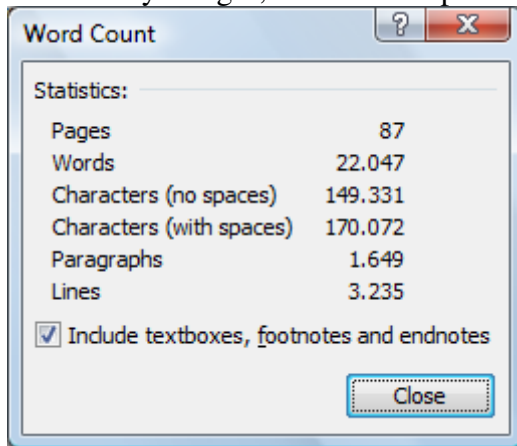 Word Count
?
X
Statistics:
Pages 87
Words 22.047
Characters (no spaces) 149.331
Characters (with spaces) 170.072
Paragraphs 1.649
Lines 3.235
Include textboxes, footnotes and endnotes
Close